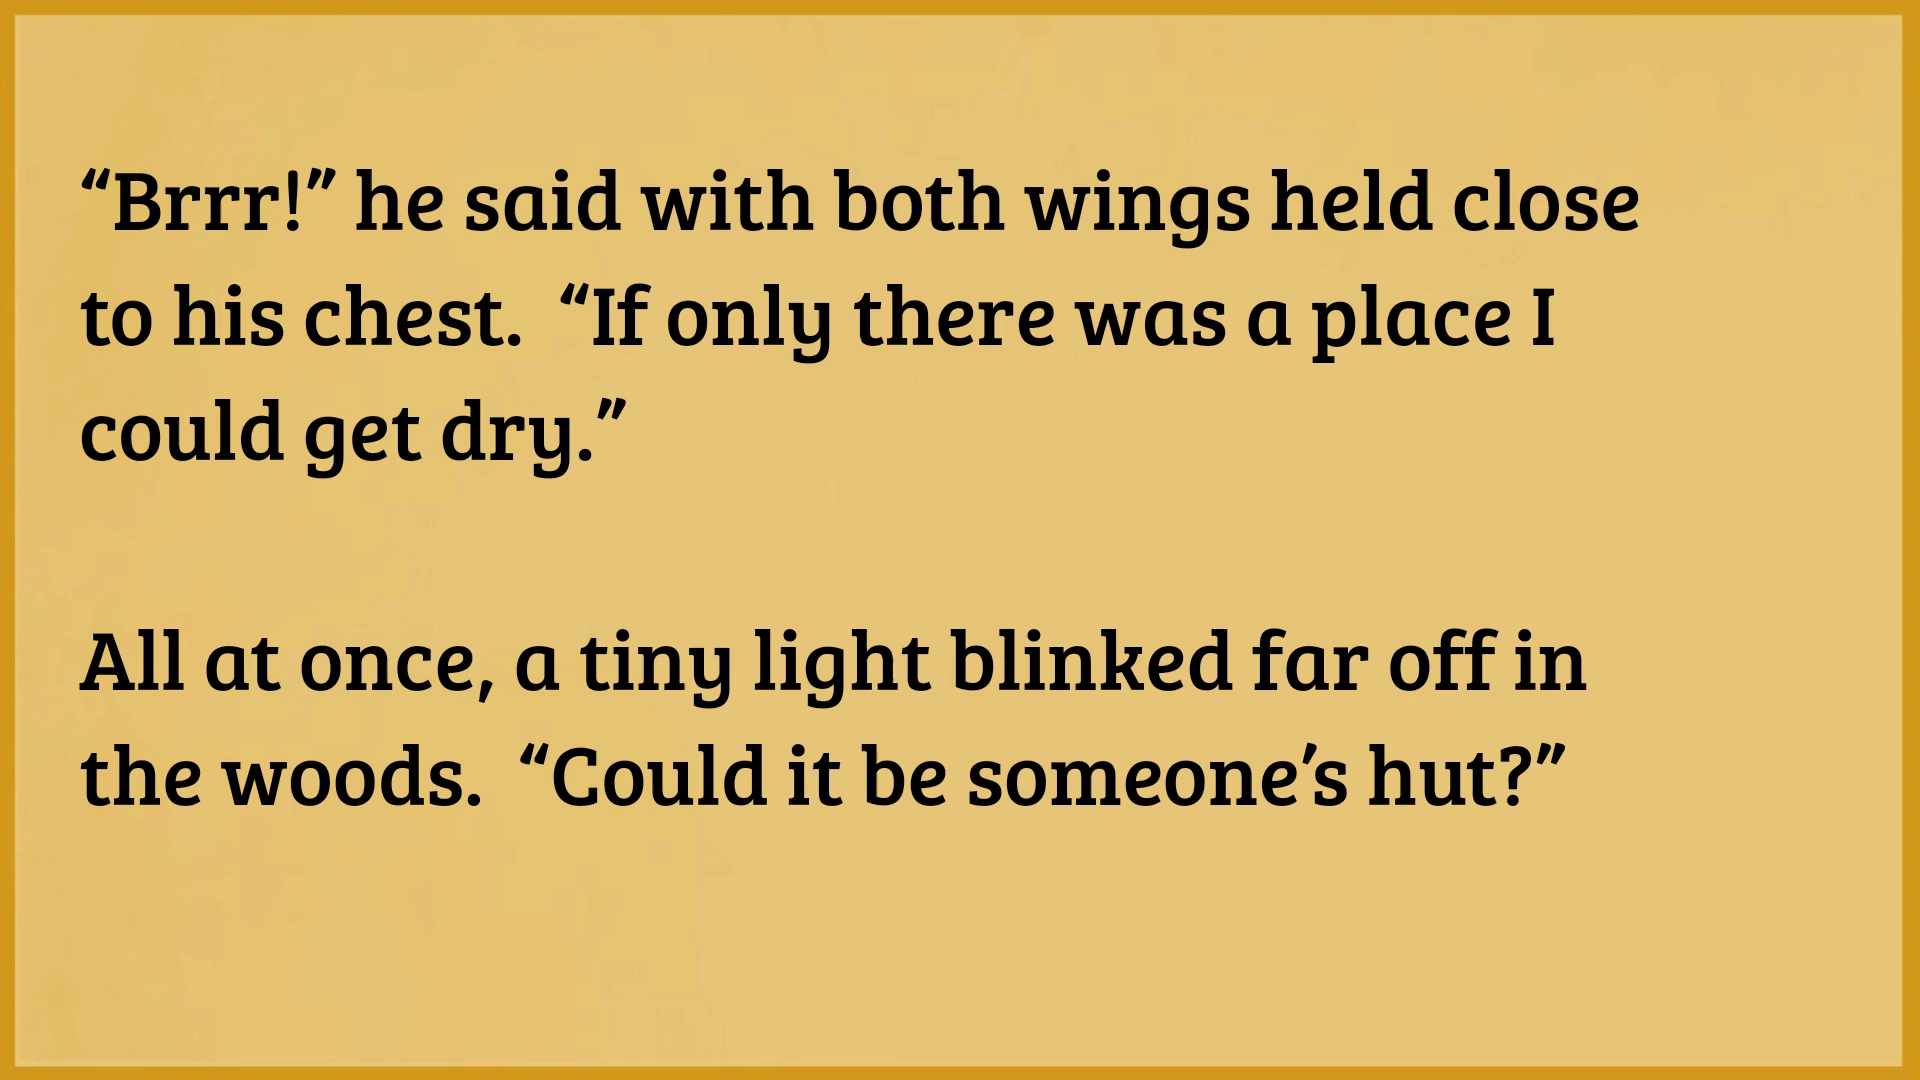 “Brrr!” he said with both wings held close
to his chest.  “If only there was a place I
could get dry.”
All at once, a tiny light blinked far off in
the woods.  “Could it be someone’s hut?”